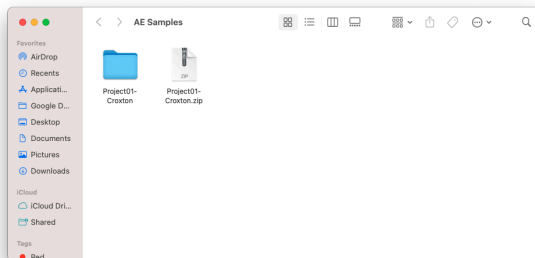 AE Samples
Favorites
AirDrop
Recents
Applicati...
Google D...
Desktop
Documents
Pictures
Downloads
iCloud
iCloud Dri...
Shared
Tags
Red
ZIP
Project01-
Croxton
Project01-
Croxton.zip